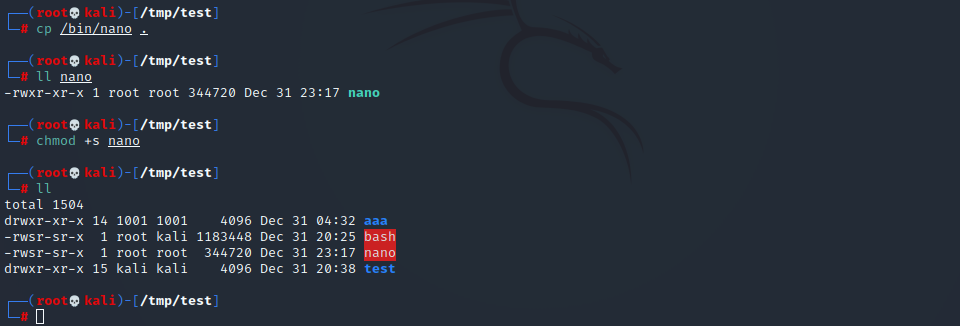 ┌──(root💀kali)-[/tmp/test]
└─# cp /bin/nano .
┌──(root💀kali)-[/tmp/test]
└─# ll nano
-rwxr-xr-x 1 root root 344720 Dec 31 23:17 nano
┌──(root💀kali)-[/tmp/test]
└─# chmod +s nano
┌──(root💀kali)-[/tmp/test]
└─# ll
total 1504
drwxr-xr-x 14 1001 1001    4096 Dec 31 04:32 aaa
-rwsr-sr-x  1 root kali 1183448 Dec 31 20:25 bash
-rwsr-sr-x  1 root root  344720 Dec 31 23:17 nano
drwxr-xr-x 15 kali kali    4096 Dec 31 20:38 test
┌──(root💀kali)-[/tmp/test]
└─#